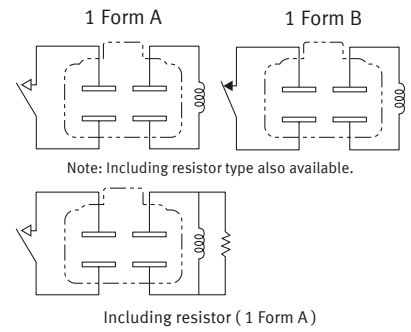 1 Form A
1 Form B
Note: Including resistor type also available.
Including resistor ( 1 Form A )